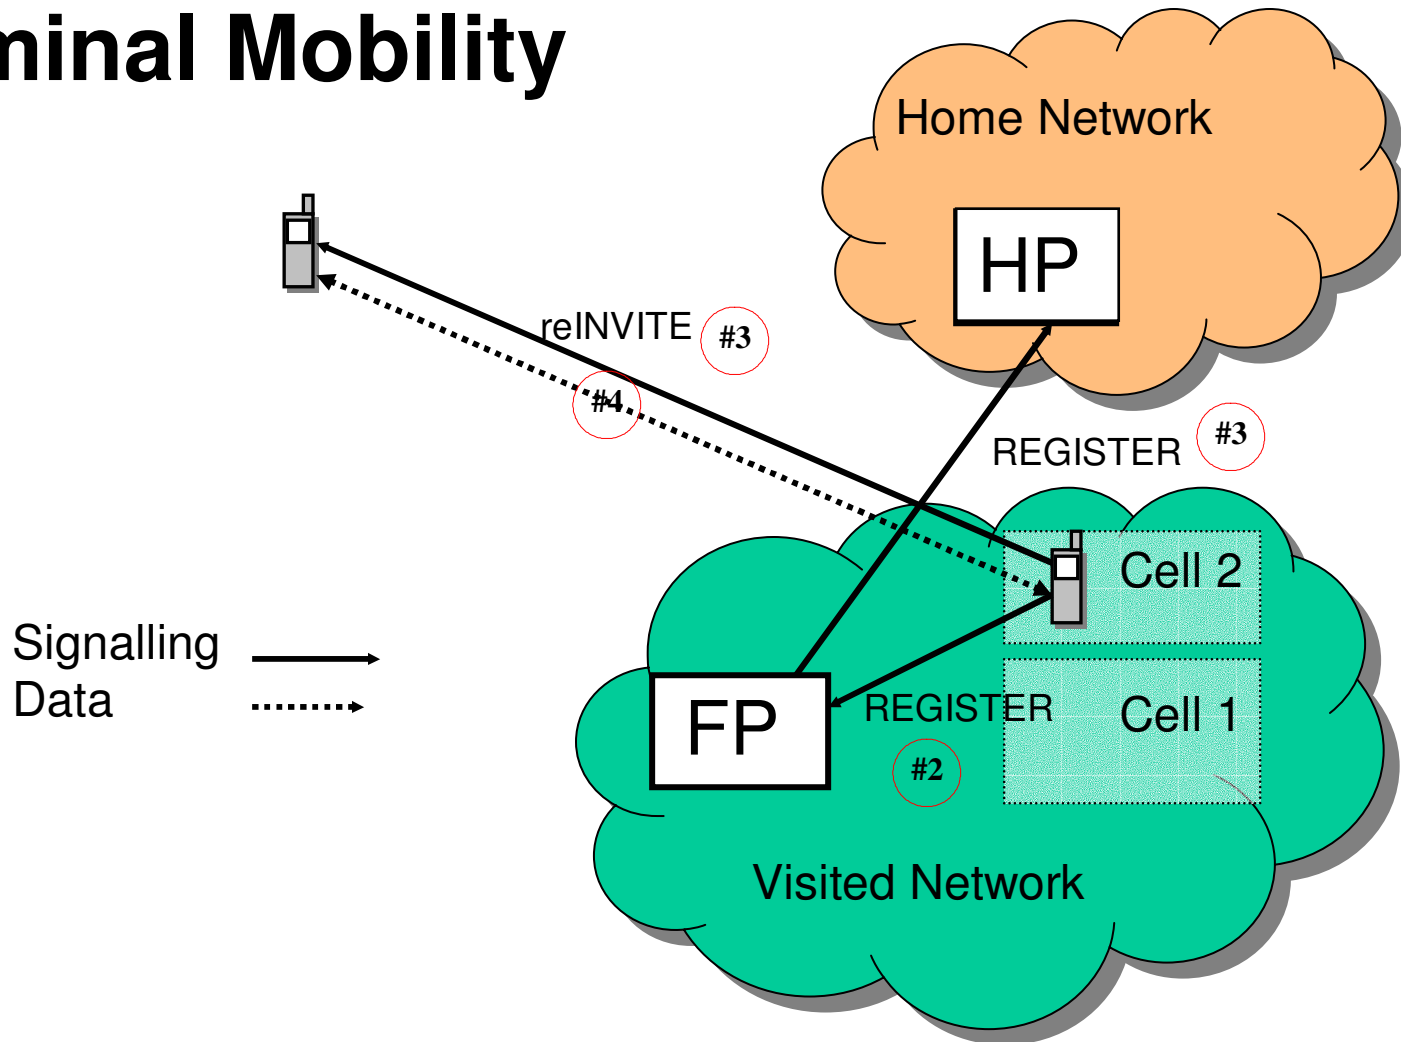 minal Mobility
Home Network
HP
reINVITE
#3
#4
#3
REGISTER
Cell 2
Signalling
Data
FP
REGISTER
Cell 1
#2
Visited Network